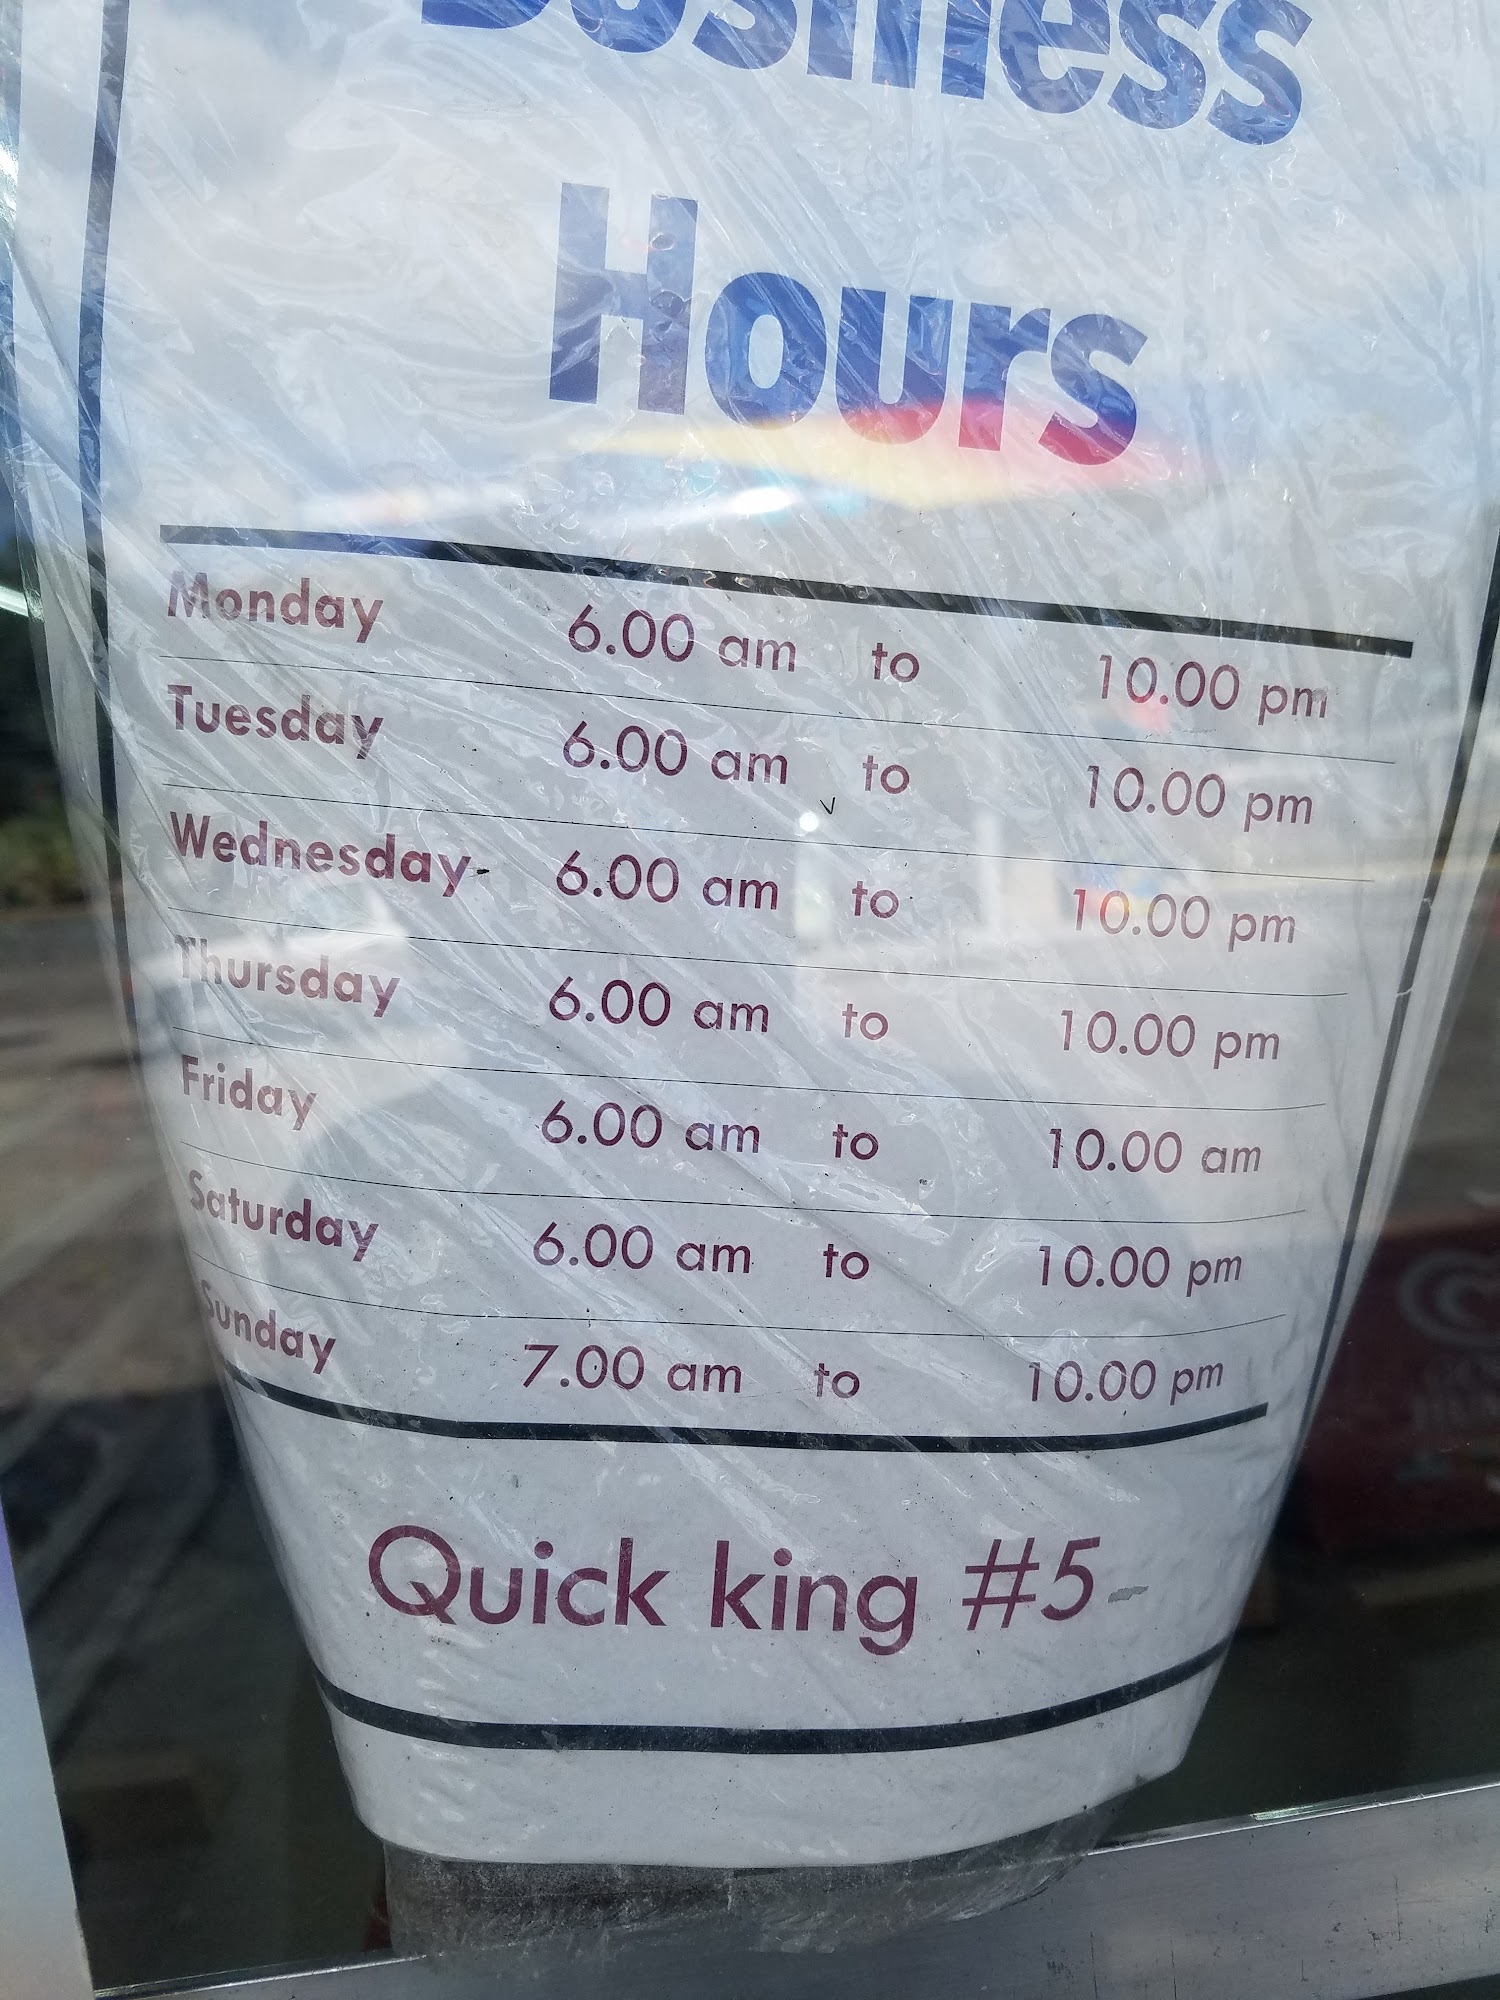 Business
Hours
Monday 6.00 am to 10.00 pm
Tuesday 6.00 am to 10.00 pm
Wednesday 6.00 am to 10.00 pm
Thursday 6.00 am to 10.00 pm
Friday 6.00 am to 10.00 am
Saturday 6.00 am to 10.00 pm
Sunday 7.00 am to 10.00 pm
Quick king #5